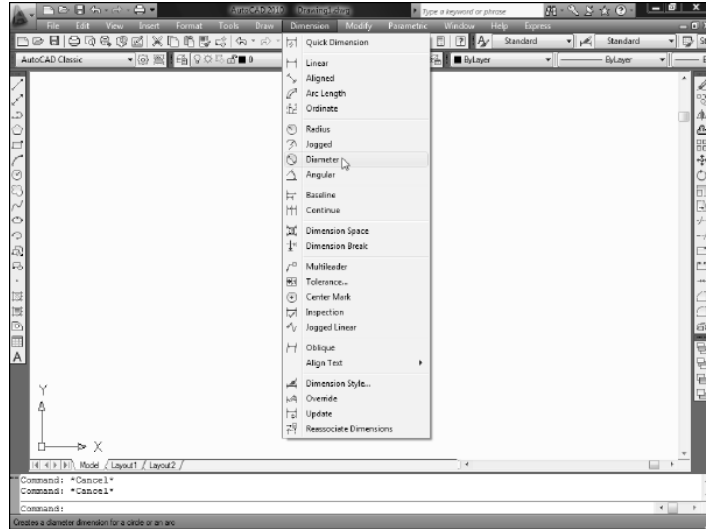 AutoCAD 2010 Drawing1.dwg Type a keyword or phrase
File Edit View Insert Format Tools Draw Dimension Modify Parametric Window Help Express
Standard Standard
AutoCAD Classic 0 ByLayer ByLayer
Quick Dimension
Linear
Aligned
Arc Length
Ordinate
Radius
Jogged
Diameter
Angular
Baseline
Continue
Dimension Space
Dimension Break
Multileader
Tolerance...
Center Mark
Inspection
Jogged Linear
Oblique
Align Text
Dimension Style...
Override
Update
Reassociate Dimensions
A
Y
X
Model Layout1 Layout2
Command: *Cancel*
Command: *Cancel*
Command:
Creates a diameter dimension for a circle or an arc